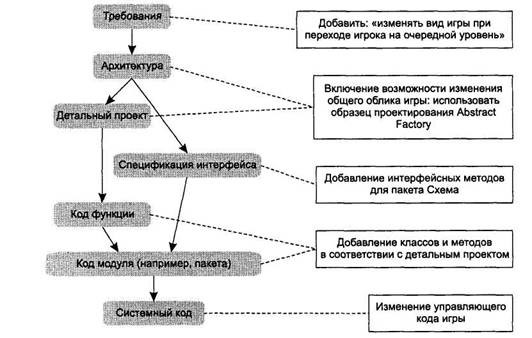 Требования
Добавить: «изменять вид игры при
переходе игрока на очередной уровень»
Архитектура
Включение возможности изменения
общего облика игры: использовать
образец проектирования Abstract
Factory
Детальный проект
Спецификация интерфейса
Добавление интерфейсных методов
для пакета Схема
Код функции
Добавление классов и методов
в соответствии с детальным проектом
Код модуля (например, пакета)
Системный код
Изменение управляющего
кода игры